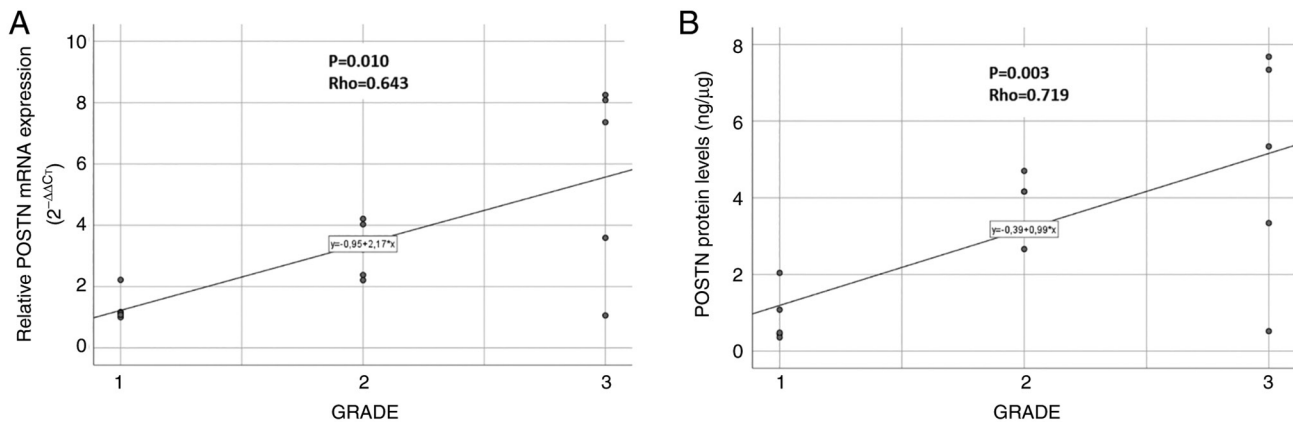 A
Relative POSTN mRNA expression
(2⁻ΔΔCT)
10
8
6
4
2
0
P=0.010
Rho=0.643
y=-0,95+2,17*x
1
2
3
GRADE
B
POSTN protein levels (ng/µg)
8
6
4
2
0
P=0.003
Rho=0.719
y=-0,39+0,99*x
1
2
3
GRADE